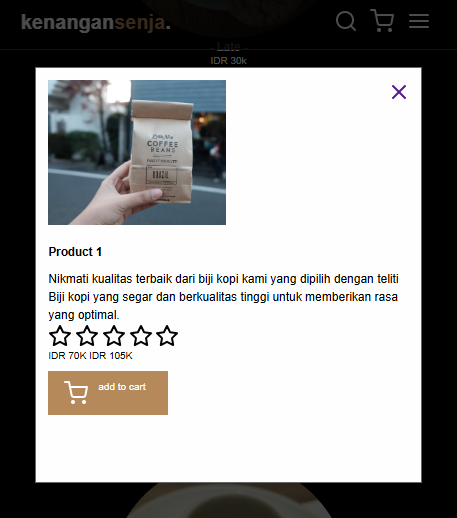 kenangansenja.
Late
IDR 30k
COFFEE
BEANS
BRAZIL
Product 1
Nikmati kualitas terbaik dari biji kopi kami yang dipilih dengan teliti
Biji kopi yang segar dan berkualitas tinggi untuk memberikan rasa
yang optimal.
IDR 70K IDR 105K
add to cart